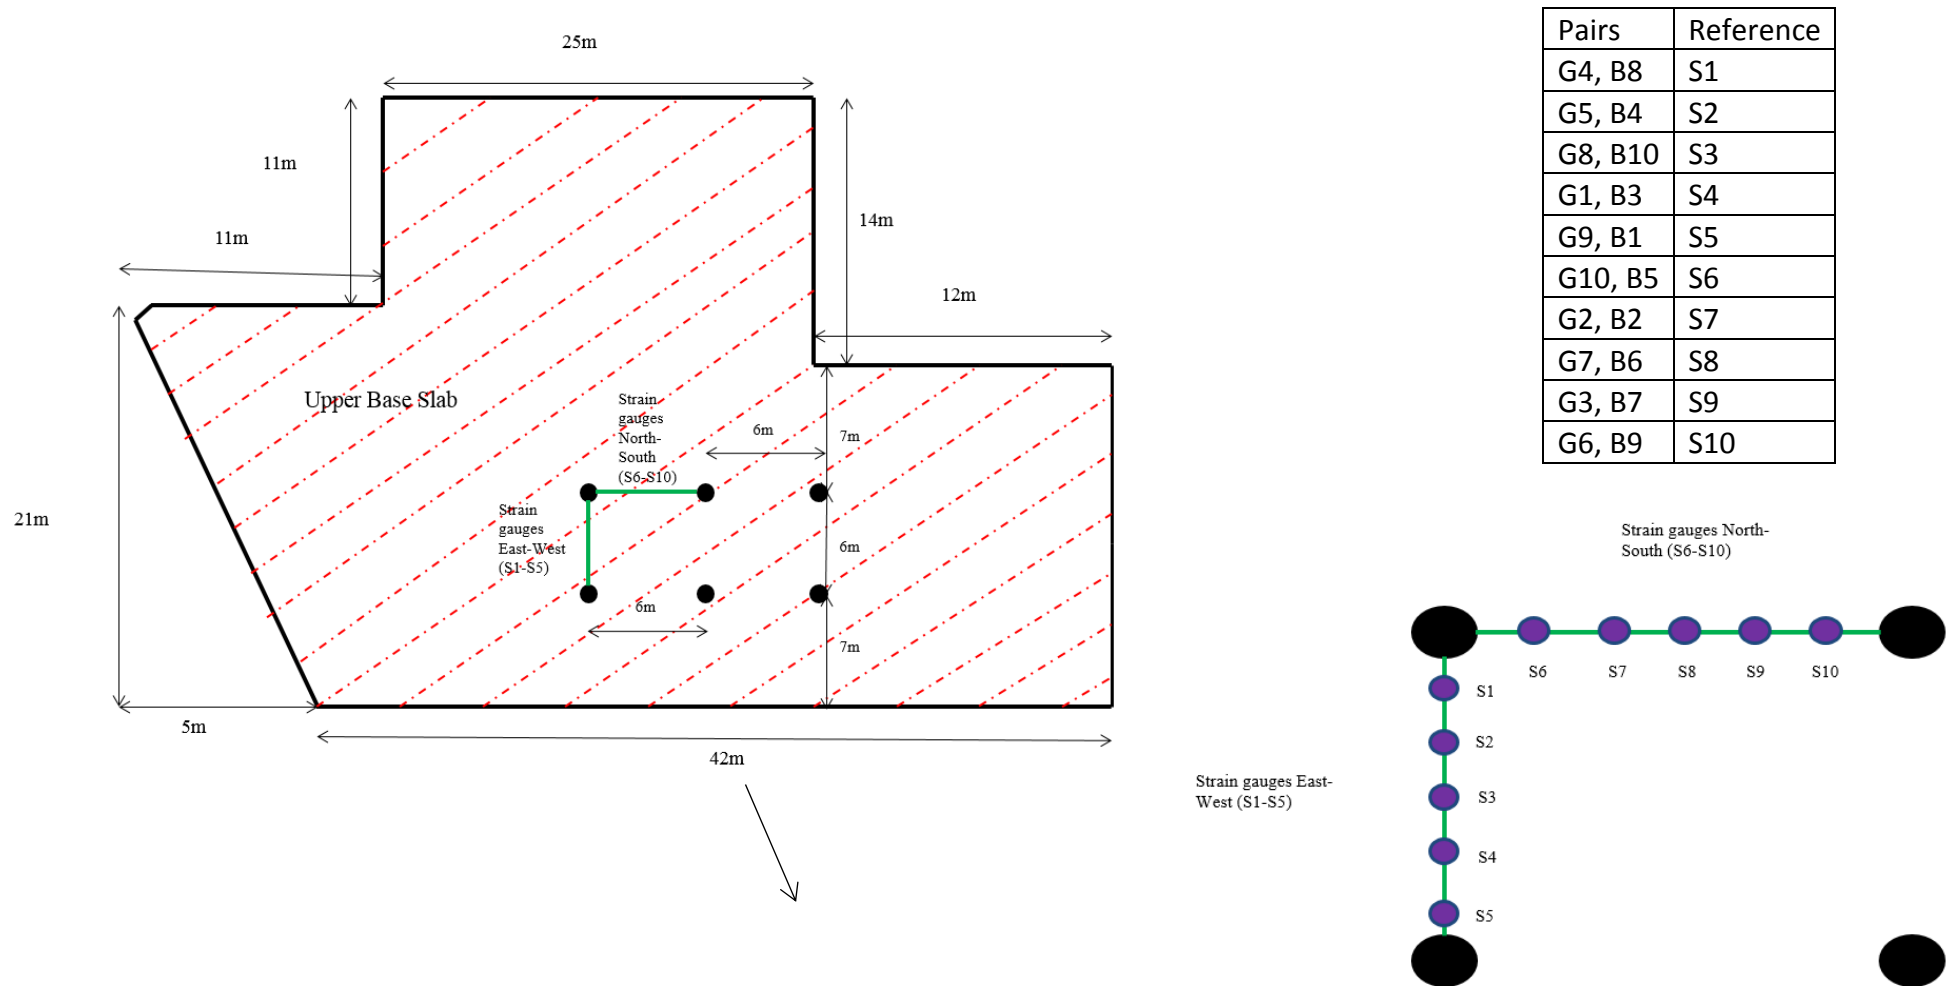 25m
11m
11m
14m
12m
Upper Base Slab
Strain
gauges
North-
South
(S6-S10)
6m
7m
21m
Strain
gauges
East-West
(S1-S5)
6m
6m
7m
5m
42m
Pairs Reference
G4, B8 S1
G5, B4 S2
G8, B10 S3
G1, B3 S4
G9, B1 S5
G10, B5 S6
G2, B2 S7
G7, B6 S8
G3, B7 S9
G6, B9 S10
Strain gauges North-
South (S6-S10)
S6 S7 S8 S9 S10
S1
S2
Strain gauges East-
West (S1-S5)
S3
S4
S5